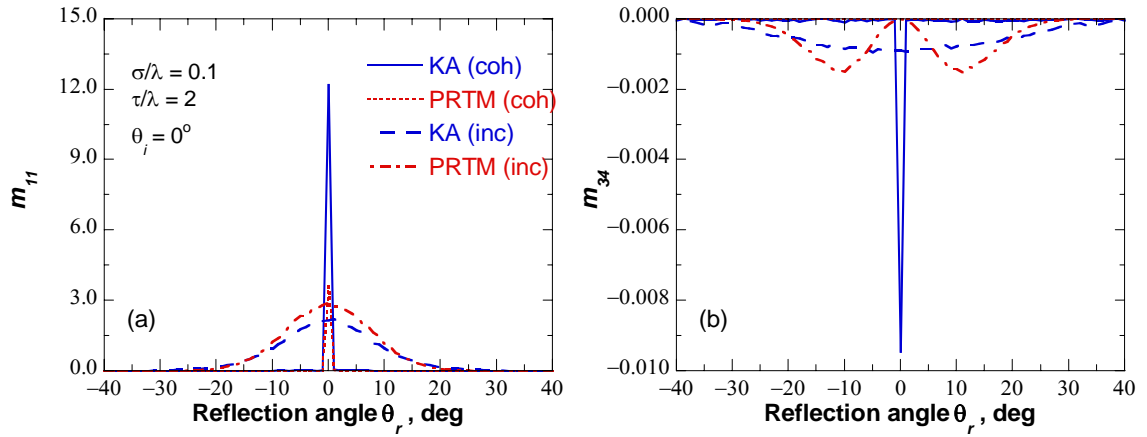 15.0
12.0
9.0
6.0
3.0
0.0
m11
σ/λ = 0.1
τ/λ = 2
θi = 0°
KA (coh)
PRTM (coh)
KA (inc)
PRTM (inc)
(a)
−40 −30 −20 −10 0 10 20 30 40
Reflection angle θr , deg
0.000
−0.002
−0.004
−0.006
−0.008
−0.010
m34
(b)
−40 −30 −20 −10 0 10 20 30 40
Reflection angle θr , deg